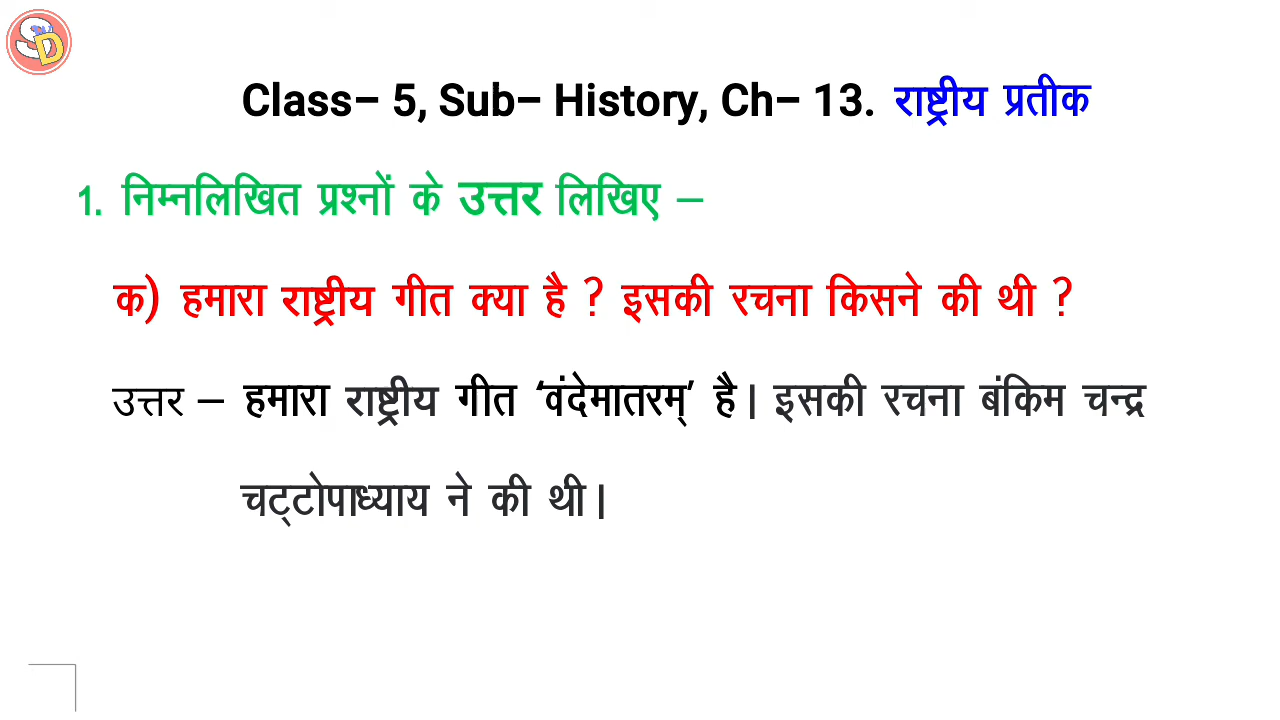 SD
Class– 5, Sub– History, Ch– 13. राष्ट्रीय प्रतीक
1. निम्नलिखित प्रश्नों के उत्तर लिखिए –
क) हमारा राष्ट्रीय गीत क्या है ? इसकी रचना किसने की थी ?
उत्तर – हमारा राष्ट्रीय गीत ‘वंदेमातरम्’ है। इसकी रचना बंकिम चन्द्र
चट्टोपाध्याय ने की थी।